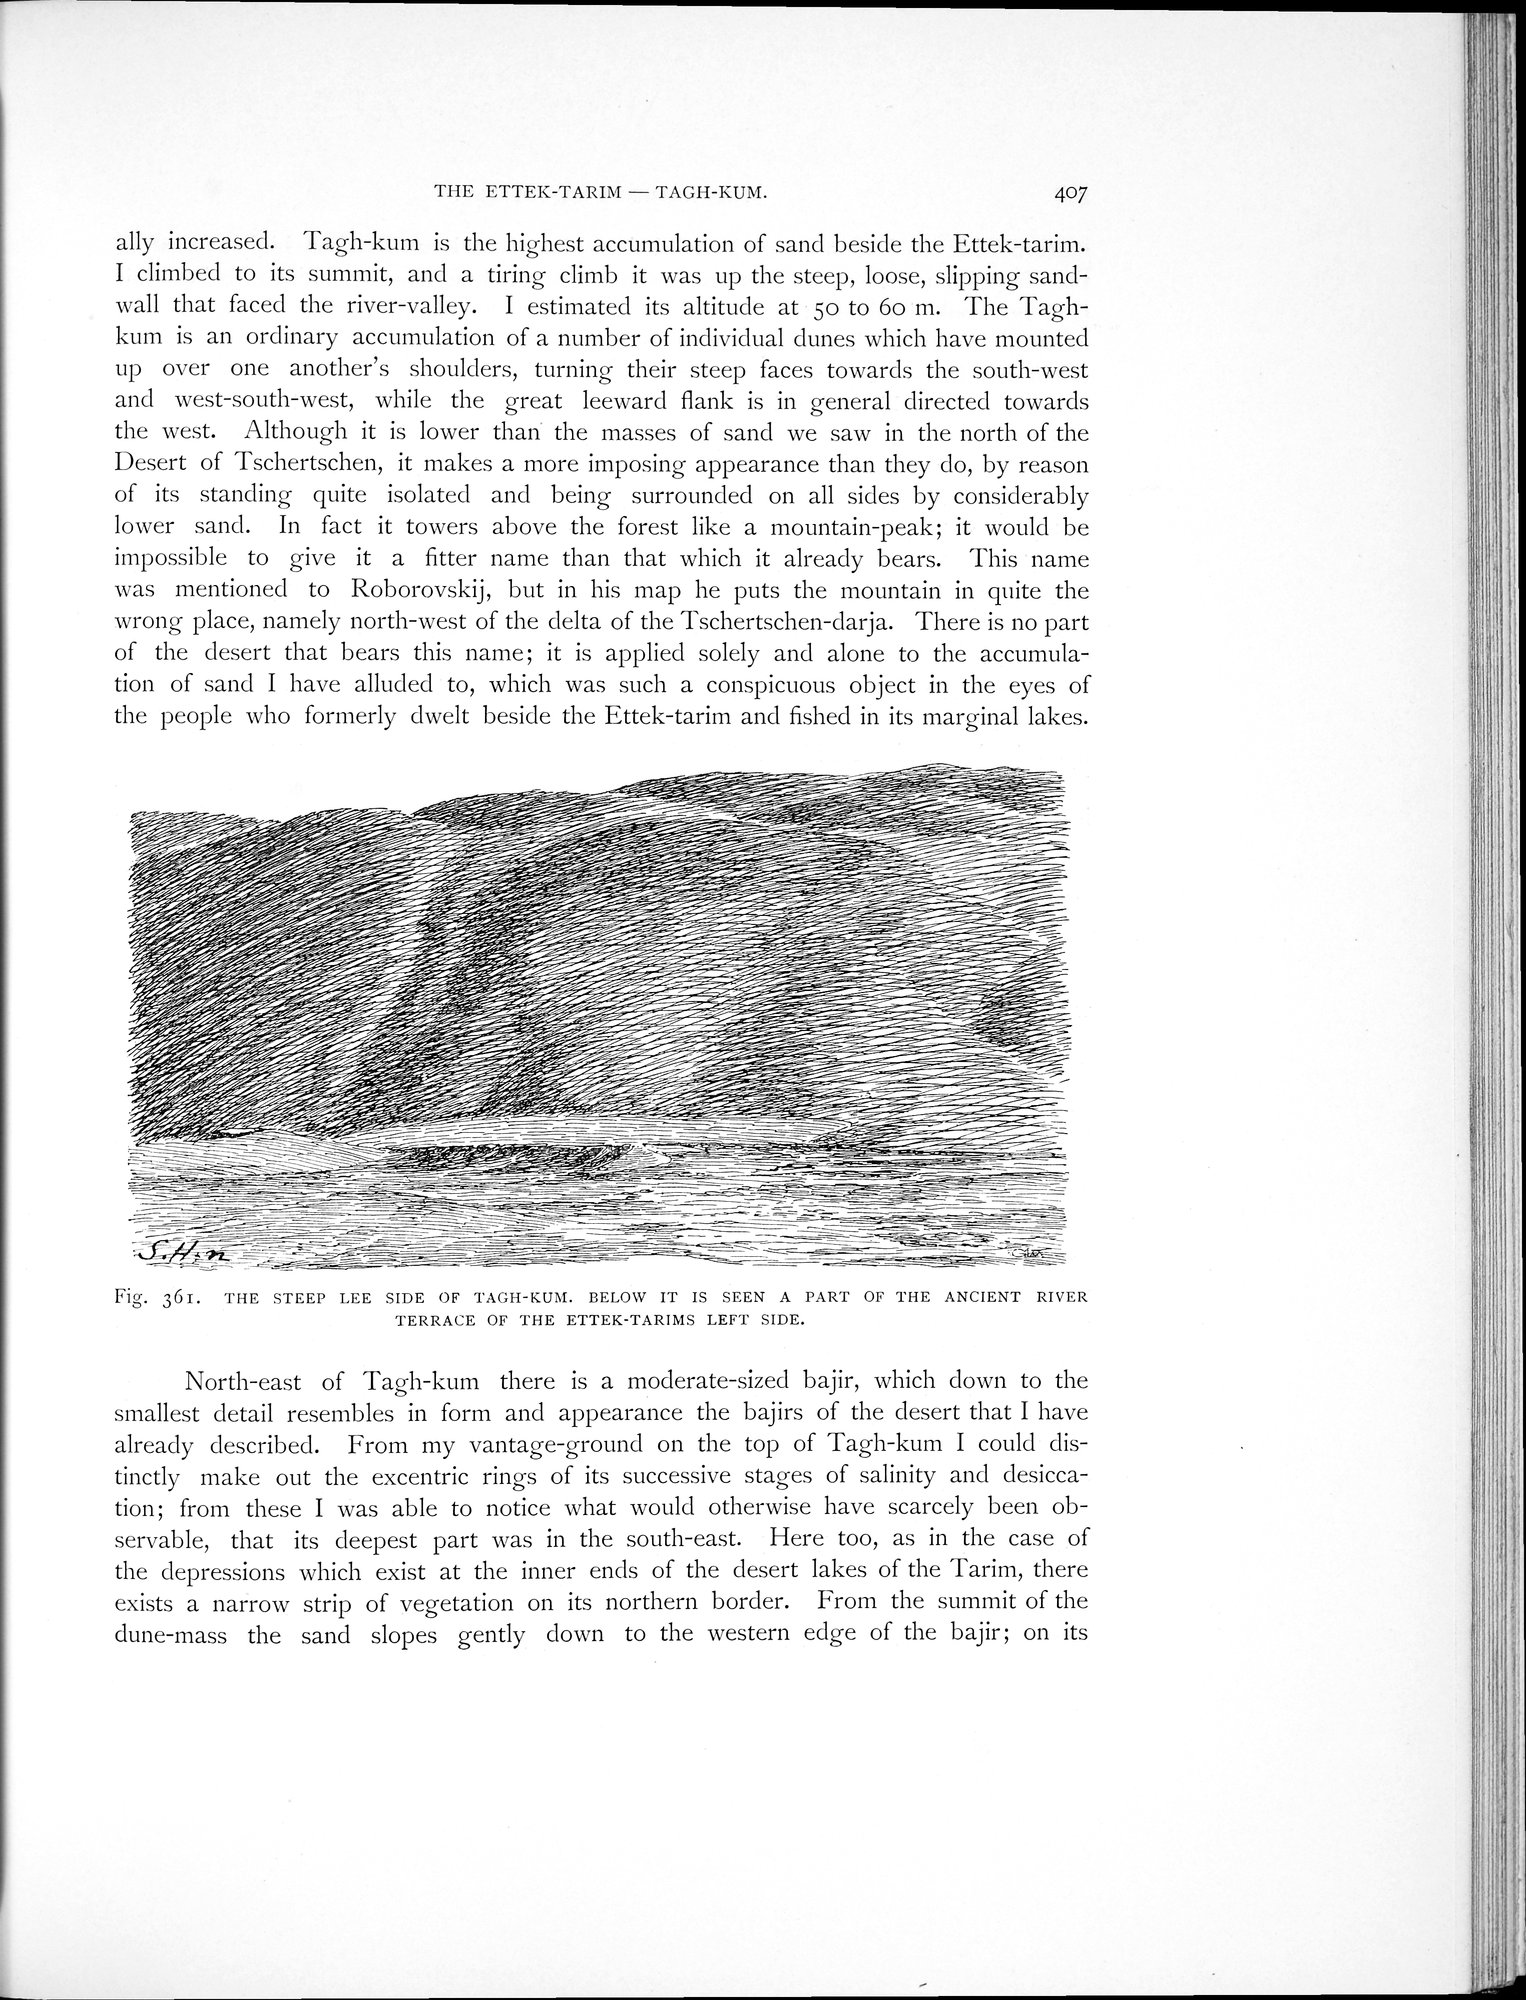 THE ETTEK-TARIM — TAGH-KUM. 407
ally increased. Tagh-kum is the highest accumulation of sand beside the Ettek-tarim.
I climbed to its summit, and a tiring climb it was up the steep, loose, slipping sand-
wall that faced the river-valley. I estimated its altitude at 50 to 60 m. The Tagh-
kum is an ordinary accumulation of a number of individual dunes which have mounted
up over one another's shoulders, turning their steep faces towards the south-west
and west-south-west, while the great leeward flank is in general directed towards
the west. Although it is lower than the masses of sand we saw in the north of the
Desert of Tschertschen, it makes a more imposing appearance than they do, by reason
of its standing quite isolated and being surrounded on all sides by considerably
lower sand. In fact it towers above the forest like a mountain-peak; it would be
impossible to give it a fitter name than that which it already bears. This name
was mentioned to Roborovskij, but in his map he puts the mountain in quite the
wrong place, namely north-west of the delta of the Tschertschen-darja. There is no part
of the desert that bears this name; it is applied solely and alone to the accumula-
tion of sand I have alluded to, which was such a conspicuous object in the eyes of
the people who formerly dwelt beside the Ettek-tarim and fished in its marginal lakes.
S. H:n
Fig. 361. THE STEEP LEE SIDE OF TAGH-KUM. BELOW IT IS SEEN A PART OF THE ANCIENT RIVER
TERRACE OF THE ETTEK-TARIMS LEFT SIDE.
North-east of Tagh-kum there is a moderate-sized bajir, which down to the
smallest detail resembles in form and appearance the bajirs of the desert that I have
already described. From my vantage-ground on the top of Tagh-kum I could dis-
tinctly make out the excentric rings of its successive stages of salinity and desicca-
tion; from these I was able to notice what would otherwise have scarcely been ob-
servable, that its deepest part was in the south-east. Here too, as in the case of
the depressions which exist at the inner ends of the desert lakes of the Tarim, there
exists a narrow strip of vegetation on its northern border. From the summit of the
dune-mass the sand slopes gently down to the western edge of the bajir; on its